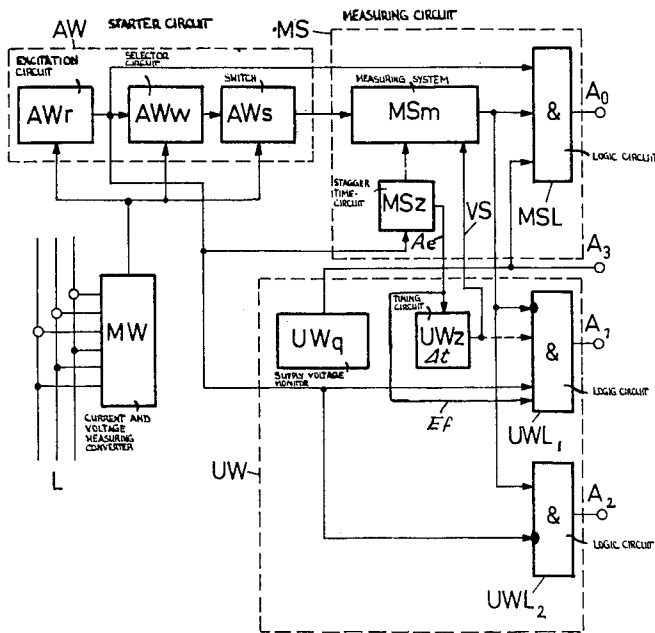 STARTER CIRCUIT
MEASURING CIRCUIT
AW
MS
EXCITATION
CIRCUIT
SELECTOR
CIRCUIT
SWITCH
MEASURING SYSTEM
AWr
AWw
AWs
MSm
&
A0
LOGIC CIRCUIT
MSL
STAGGER
TIME-
CIRCUIT
MSz
Ae
VS
A3
MW
CURRENT AND
VOLTAGE
MEASURING
CONVERTER
L
UWq
SUPPLY VOLTAGE
MONITOR
TIMING
CIRCUIT
UWz
Δt
&
A1
LOGIC CIRCUIT
Ef
UWL1
UW
&
A2
LOGIC CIRCUIT
UWL2